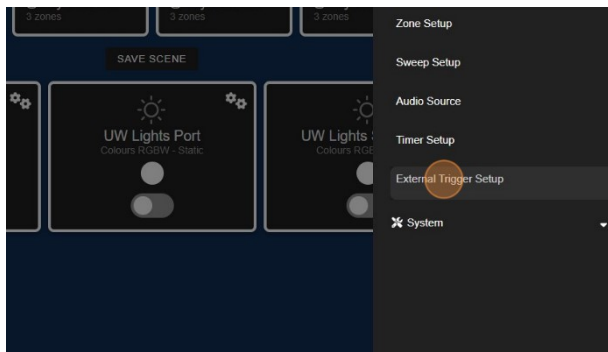 3 zones
3 zones
3 zones
SAVE SCENE
UW Lights Port
Colours RGBW - Static
UW Lights
Colours RGB
Zone Setup
Sweep Setup
Audio Source
Timer Setup
External Trigger Setup
System